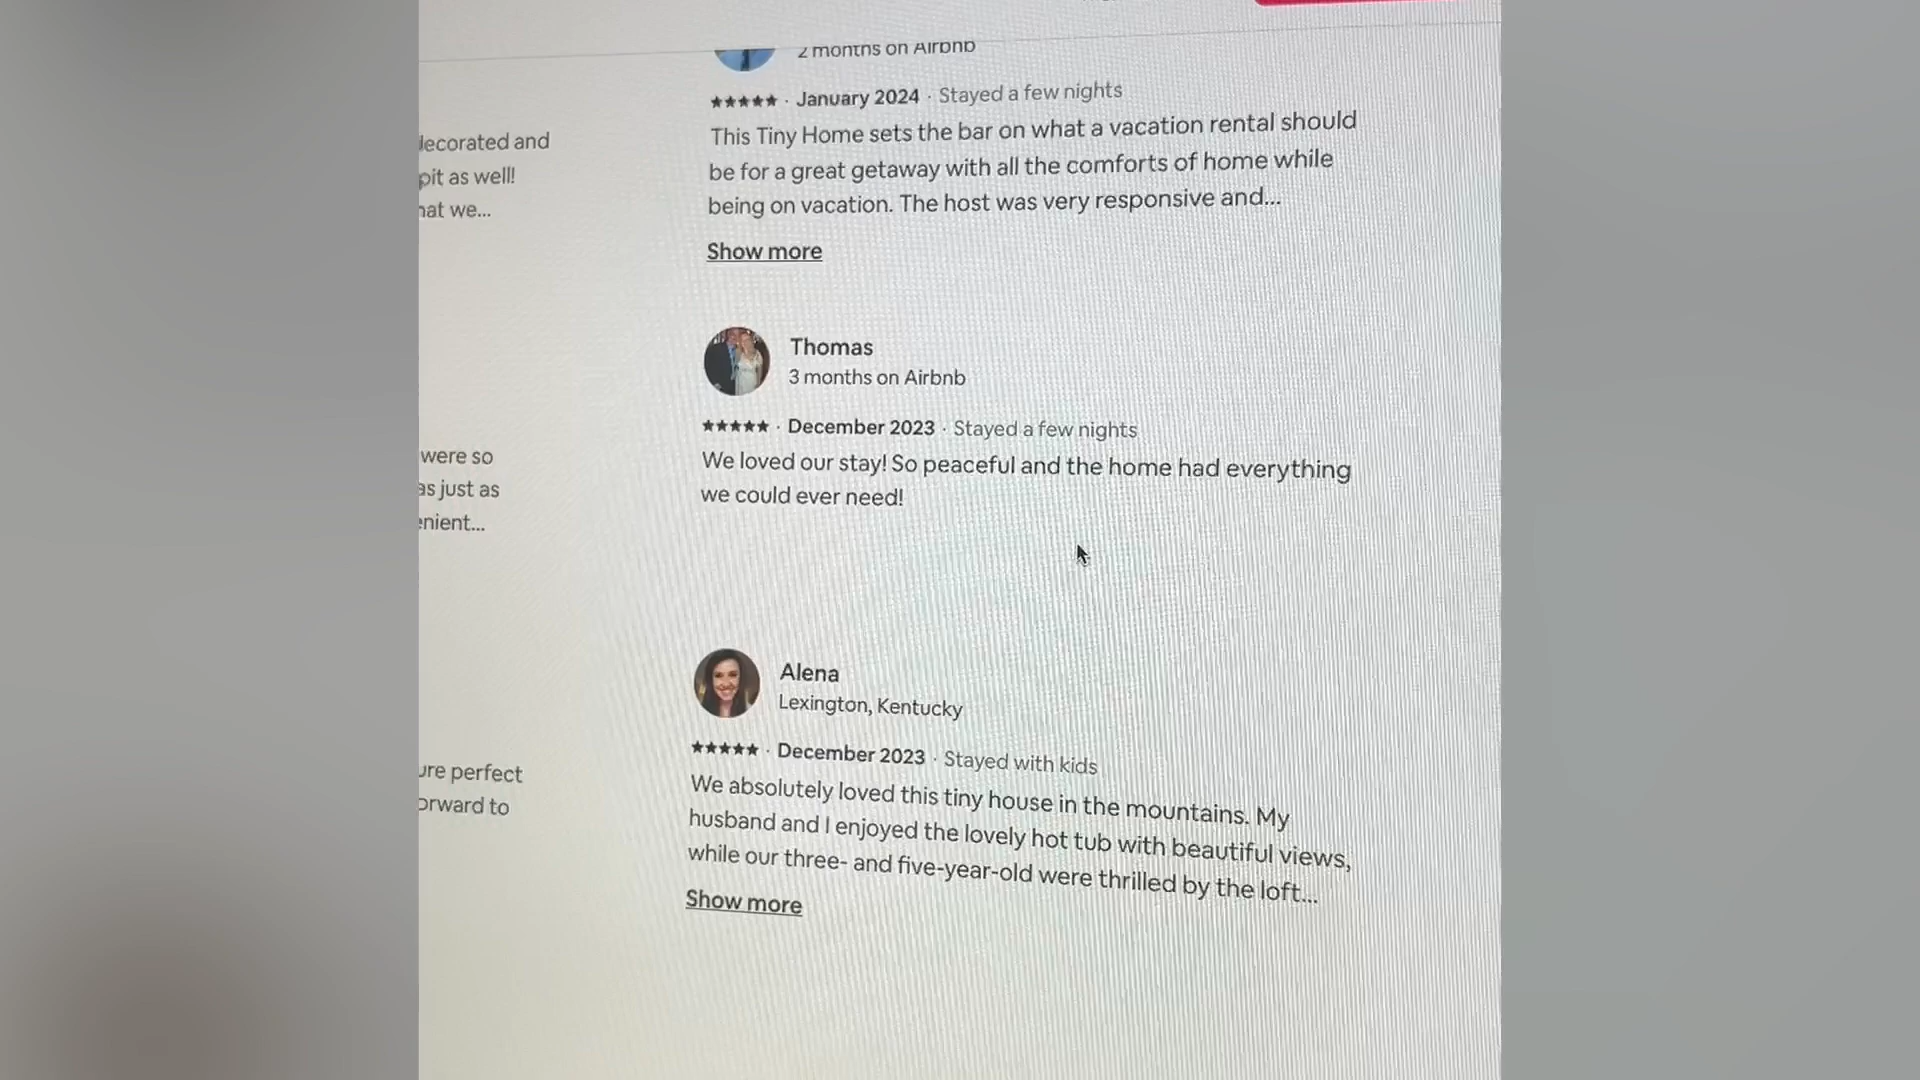 2 months on Airbnb
★★★★★ · January 2024 · Stayed a few nights
This Tiny Home sets the bar on what a vacation rental should
be for a great getaway with all the comforts of home while
being on vacation. The host was very responsive and...
Show more
Thomas
3 months on Airbnb
★★★★★ · December 2023 · Stayed a few nights
We loved our stay! So peaceful and the home had everything
we could ever need!
Alena
Lexington, Kentucky
★★★★★ · December 2023 · Stayed with kids
We absolutely loved this tiny house in the mountains. My
husband and I enjoyed the lovely hot tub with beautiful views,
while our three- and five-year-old were thrilled by the loft...
Show more
and
pit as well!
we...
were so
as just as
perfect
to